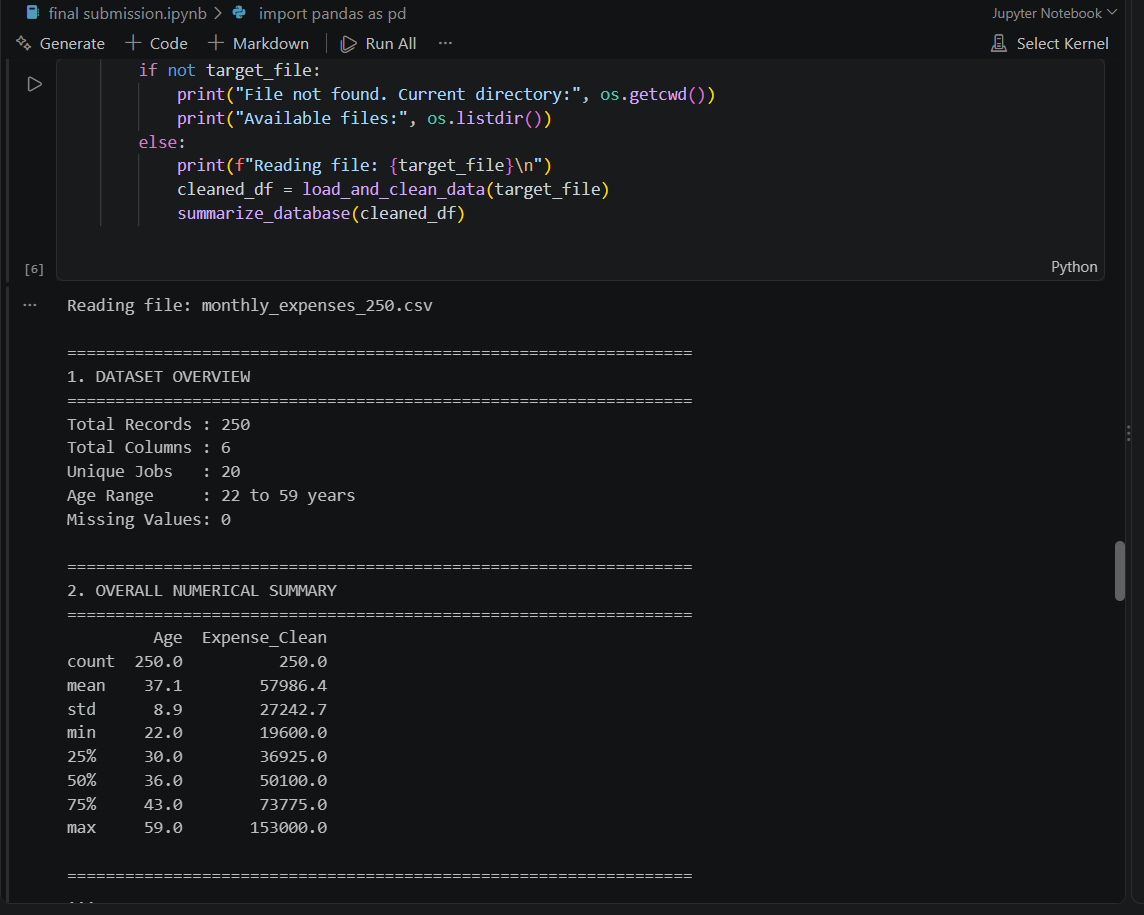 final submission.ipynb > import pandas as pd
Jupyter Notebook
Generate + Code + Markdown | Run All ...
Select Kernel
if not target_file:
print("File not found. Current directory:", os.getcwd())
print("Available files:", os.listdir())
else:
print(f"Reading file: {target_file}\n")
cleaned_df = load_and_clean_data(target_file)
summarize_database(cleaned_df)
[6]
Python
...
Reading file: monthly_expenses_250.csv
=================================================================
1. DATASET OVERVIEW
=================================================================
Total Records : 250
Total Columns : 6
Unique Jobs   : 20
Age Range     : 22 to 59 years
Missing Values: 0
=================================================================
2. OVERALL NUMERICAL SUMMARY
=================================================================
         Age  Expense_Clean
count  250.0          250.0
mean    37.1        57986.4
std      8.9        27242.7
min     22.0        19600.0
25%     30.0        36925.0
50%     36.0        50100.0
75%     43.0        73775.0
max     59.0       153000.0
=================================================================